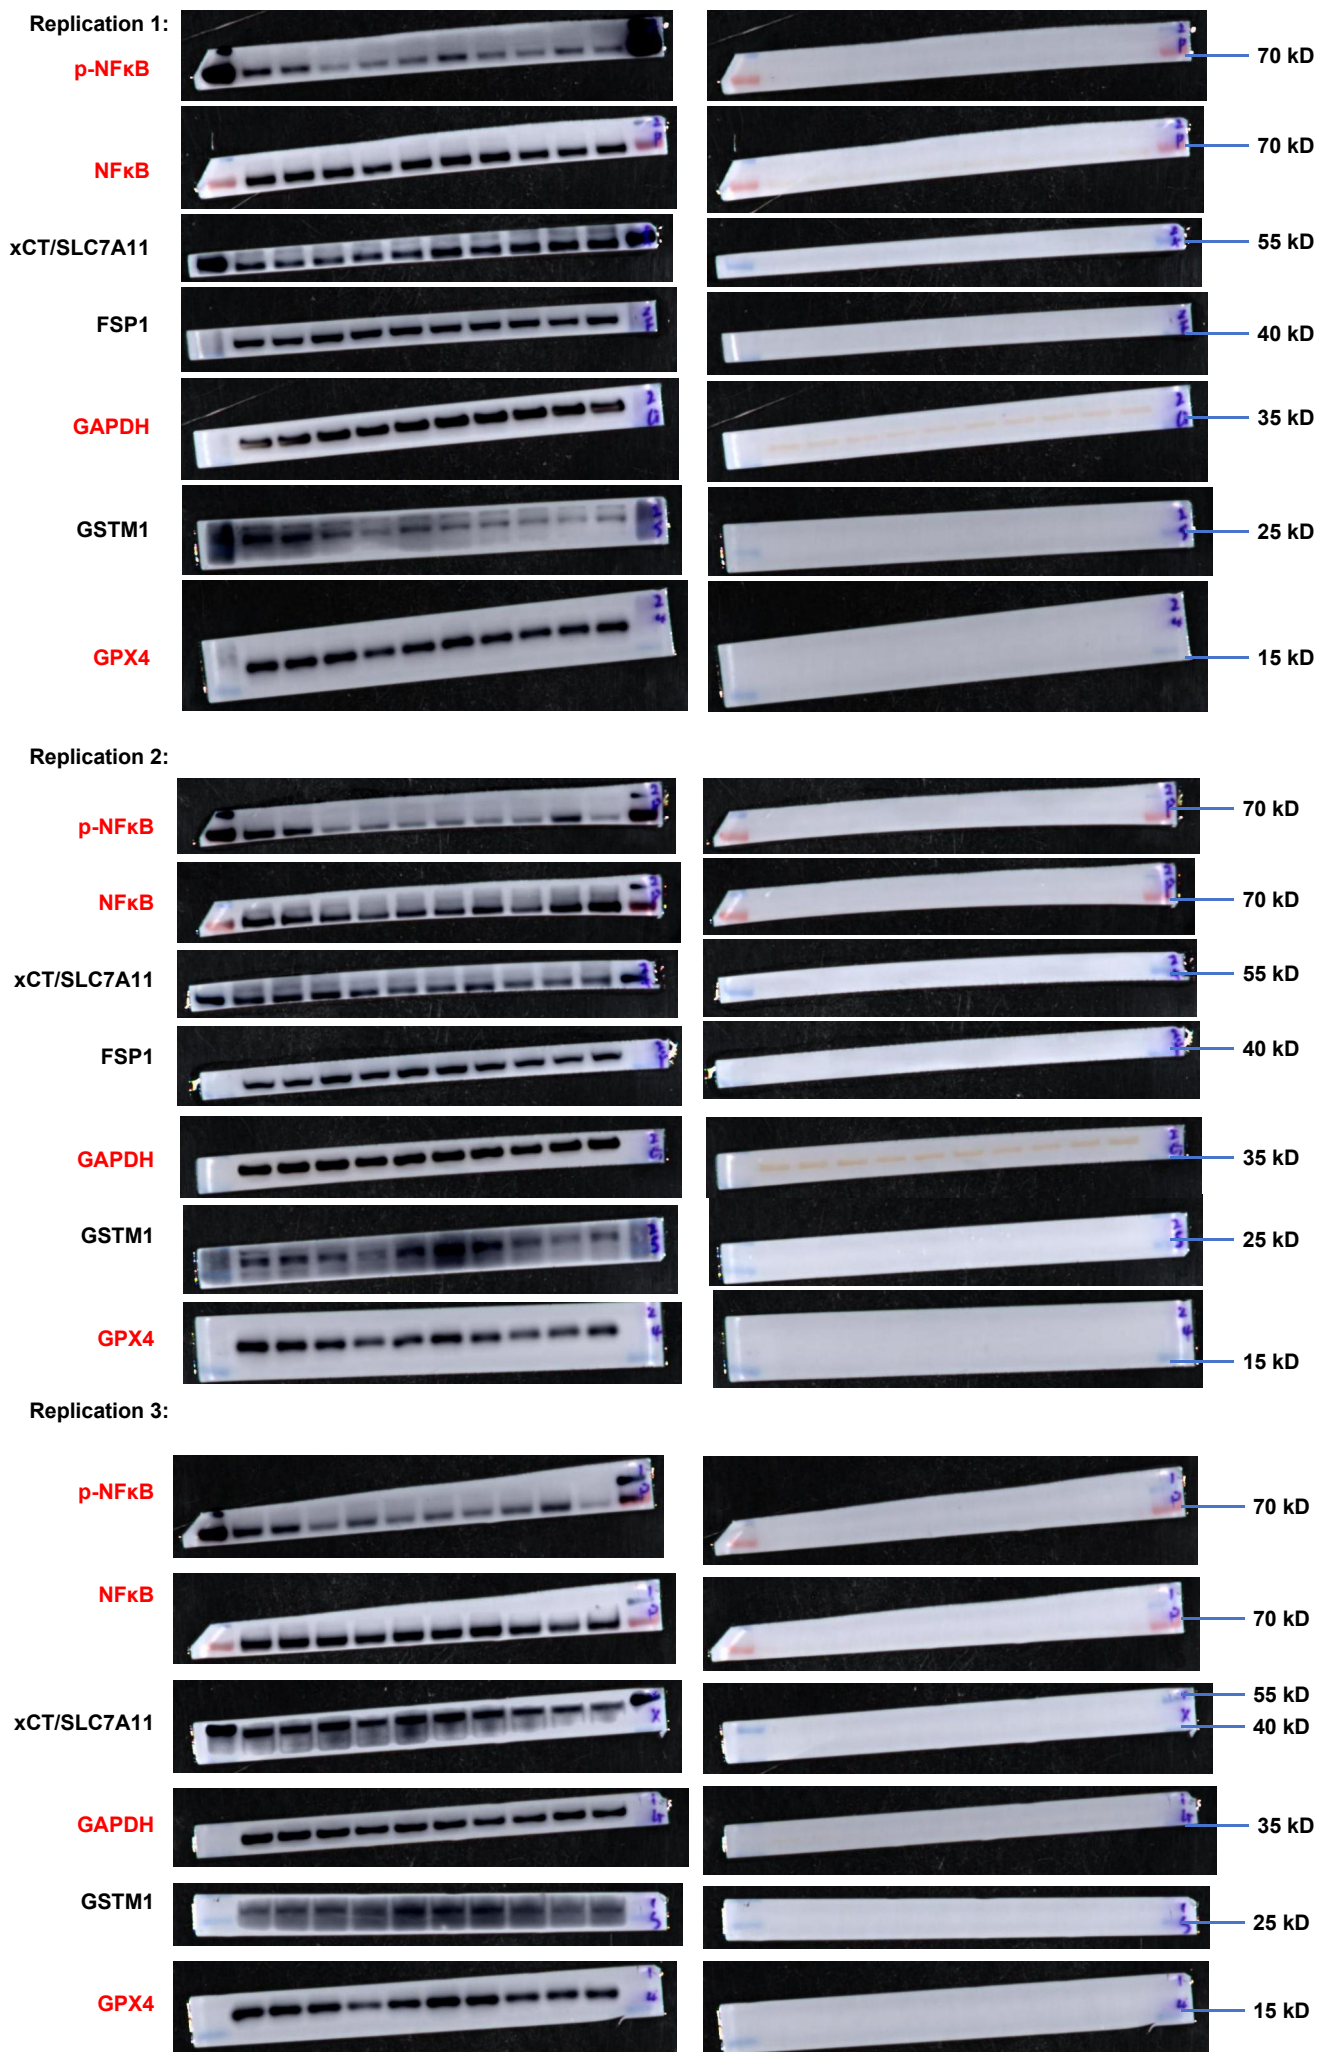 Replication 1:
p-NFκB
70 kD
NFκB
70 kD
xCT/SLC7A11
55 kD
FSP1
40 kD
GAPDH
35 kD
GSTM1
25 kD
GPX4
15 kD
Replication 2:
p-NFκB
70 kD
NFκB
70 kD
xCT/SLC7A11
55 kD
FSP1
40 kD
GAPDH
35 kD
GSTM1
25 kD
GPX4
15 kD
Replication 3:
p-NFκB
70 kD
NFκB
70 kD
xCT/SLC7A11
55 kD
40 kD
GAPDH
35 kD
GSTM1
25 kD
GPX4
15 kD